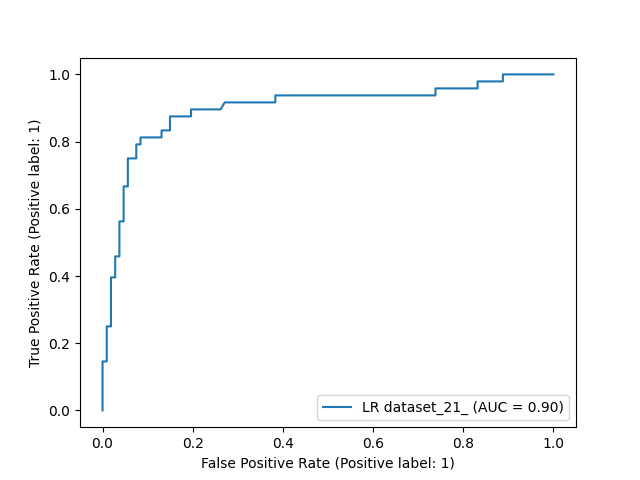 1.0
0.8
0.6
0.4
0.2
0.0
True Positive Rate (Positive label: 1)
LR dataset_21_ (AUC = 0.90)
0.0 0.2 0.4 0.6 0.8 1.0
False Positive Rate (Positive label: 1)